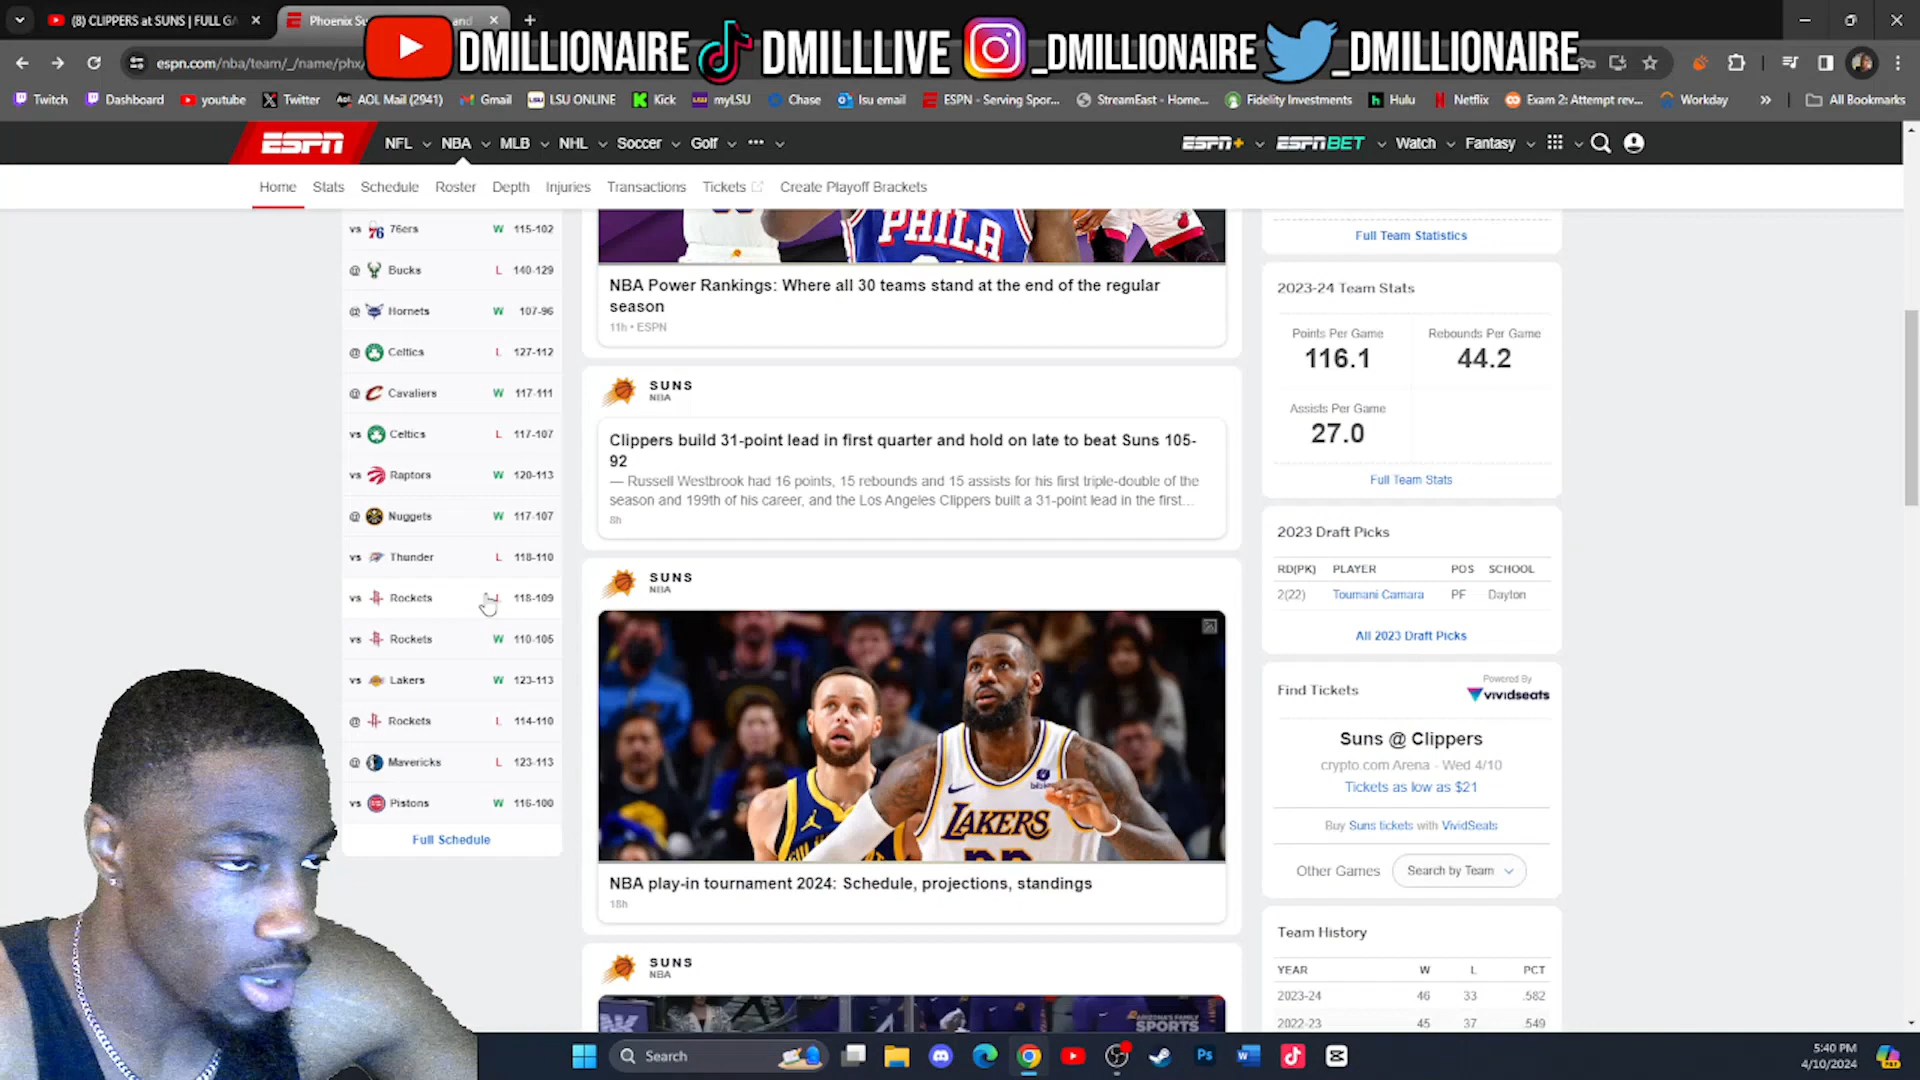 (8) CLIPPERS at SUNS | FULL GA
Phoenix Su
and
DMILLIONAIRE
DMILLLIVE
_DMILLIONAIRE
_DMILLIONAIRE
espn.com/nba/team/_/name/phx/
Twitch
Dashboard
youtube
Twitter
AOL Mail (2941)
Gmail
LSU ONLINE
Kick
myLSU
Chase
lsu email
ESPN - Serving Spor...
StreamEast - Home...
Fidelity Investments
Hulu
Netflix
Exam 2: Attempt rev...
Workday
All Bookmarks
ESPN
NFL
NBA
MLB
NHL
Soccer
Golf
ESPN+
ESPN BET
Watch
Fantasy
Home
Stats
Schedule
Roster
Depth
Injuries
Transactions
Tickets
Create Playoff Brackets
vs 76ers W 115-102
@ Bucks L 140-129
@ Hornets W 107-96
@ Celtics L 127-112
@ Cavaliers W 117-111
vs Celtics L 117-107
vs Raptors W 120-113
@ Nuggets W 117-107
vs Thunder L 118-110
vs Rockets L 118-109
vs Rockets W 110-105
vs Lakers W 123-113
@ Rockets L 114-110
@ Mavericks L 123-113
vs Pistons W 116-100
Full Schedule
PHILA
NBA Power Rankings: Where all 30 teams stand at the end of the regular
season
11h • ESPN
SUNS
NBA
Clippers build 31-point lead in first quarter and hold on late to beat Suns 105-
92
— Russell Westbrook had 16 points, 15 rebounds and 15 assists for his first triple-double of the
season and 199th of his career, and the Los Angeles Clippers built a 31-point lead in the first...
8h
SUNS
NBA
LAKERS
NBA play-in tournament 2024: Schedule, projections, standings
18h
SUNS
NBA
ARIZONA'S FAMILY
SPORTS
Full Team Statistics
2023-24 Team Stats
Points Per Game
116.1
Rebounds Per Game
44.2
Assists Per Game
27.0
Full Team Stats
2023 Draft Picks
RD(PK) PLAYER POS SCHOOL
2(22) Toumani Camara PF Dayton
All 2023 Draft Picks
Find Tickets
Powered By
vividseats
Suns @ Clippers
crypto.com Arena - Wed 4/10
Tickets as low as $21
Buy Suns tickets with VividSeats
Other Games
Search by Team
Team History
YEAR W L PCT
2023-24 46 33 .582
2022-23 45 37 .549
Search
5:40 PM
4/10/2024